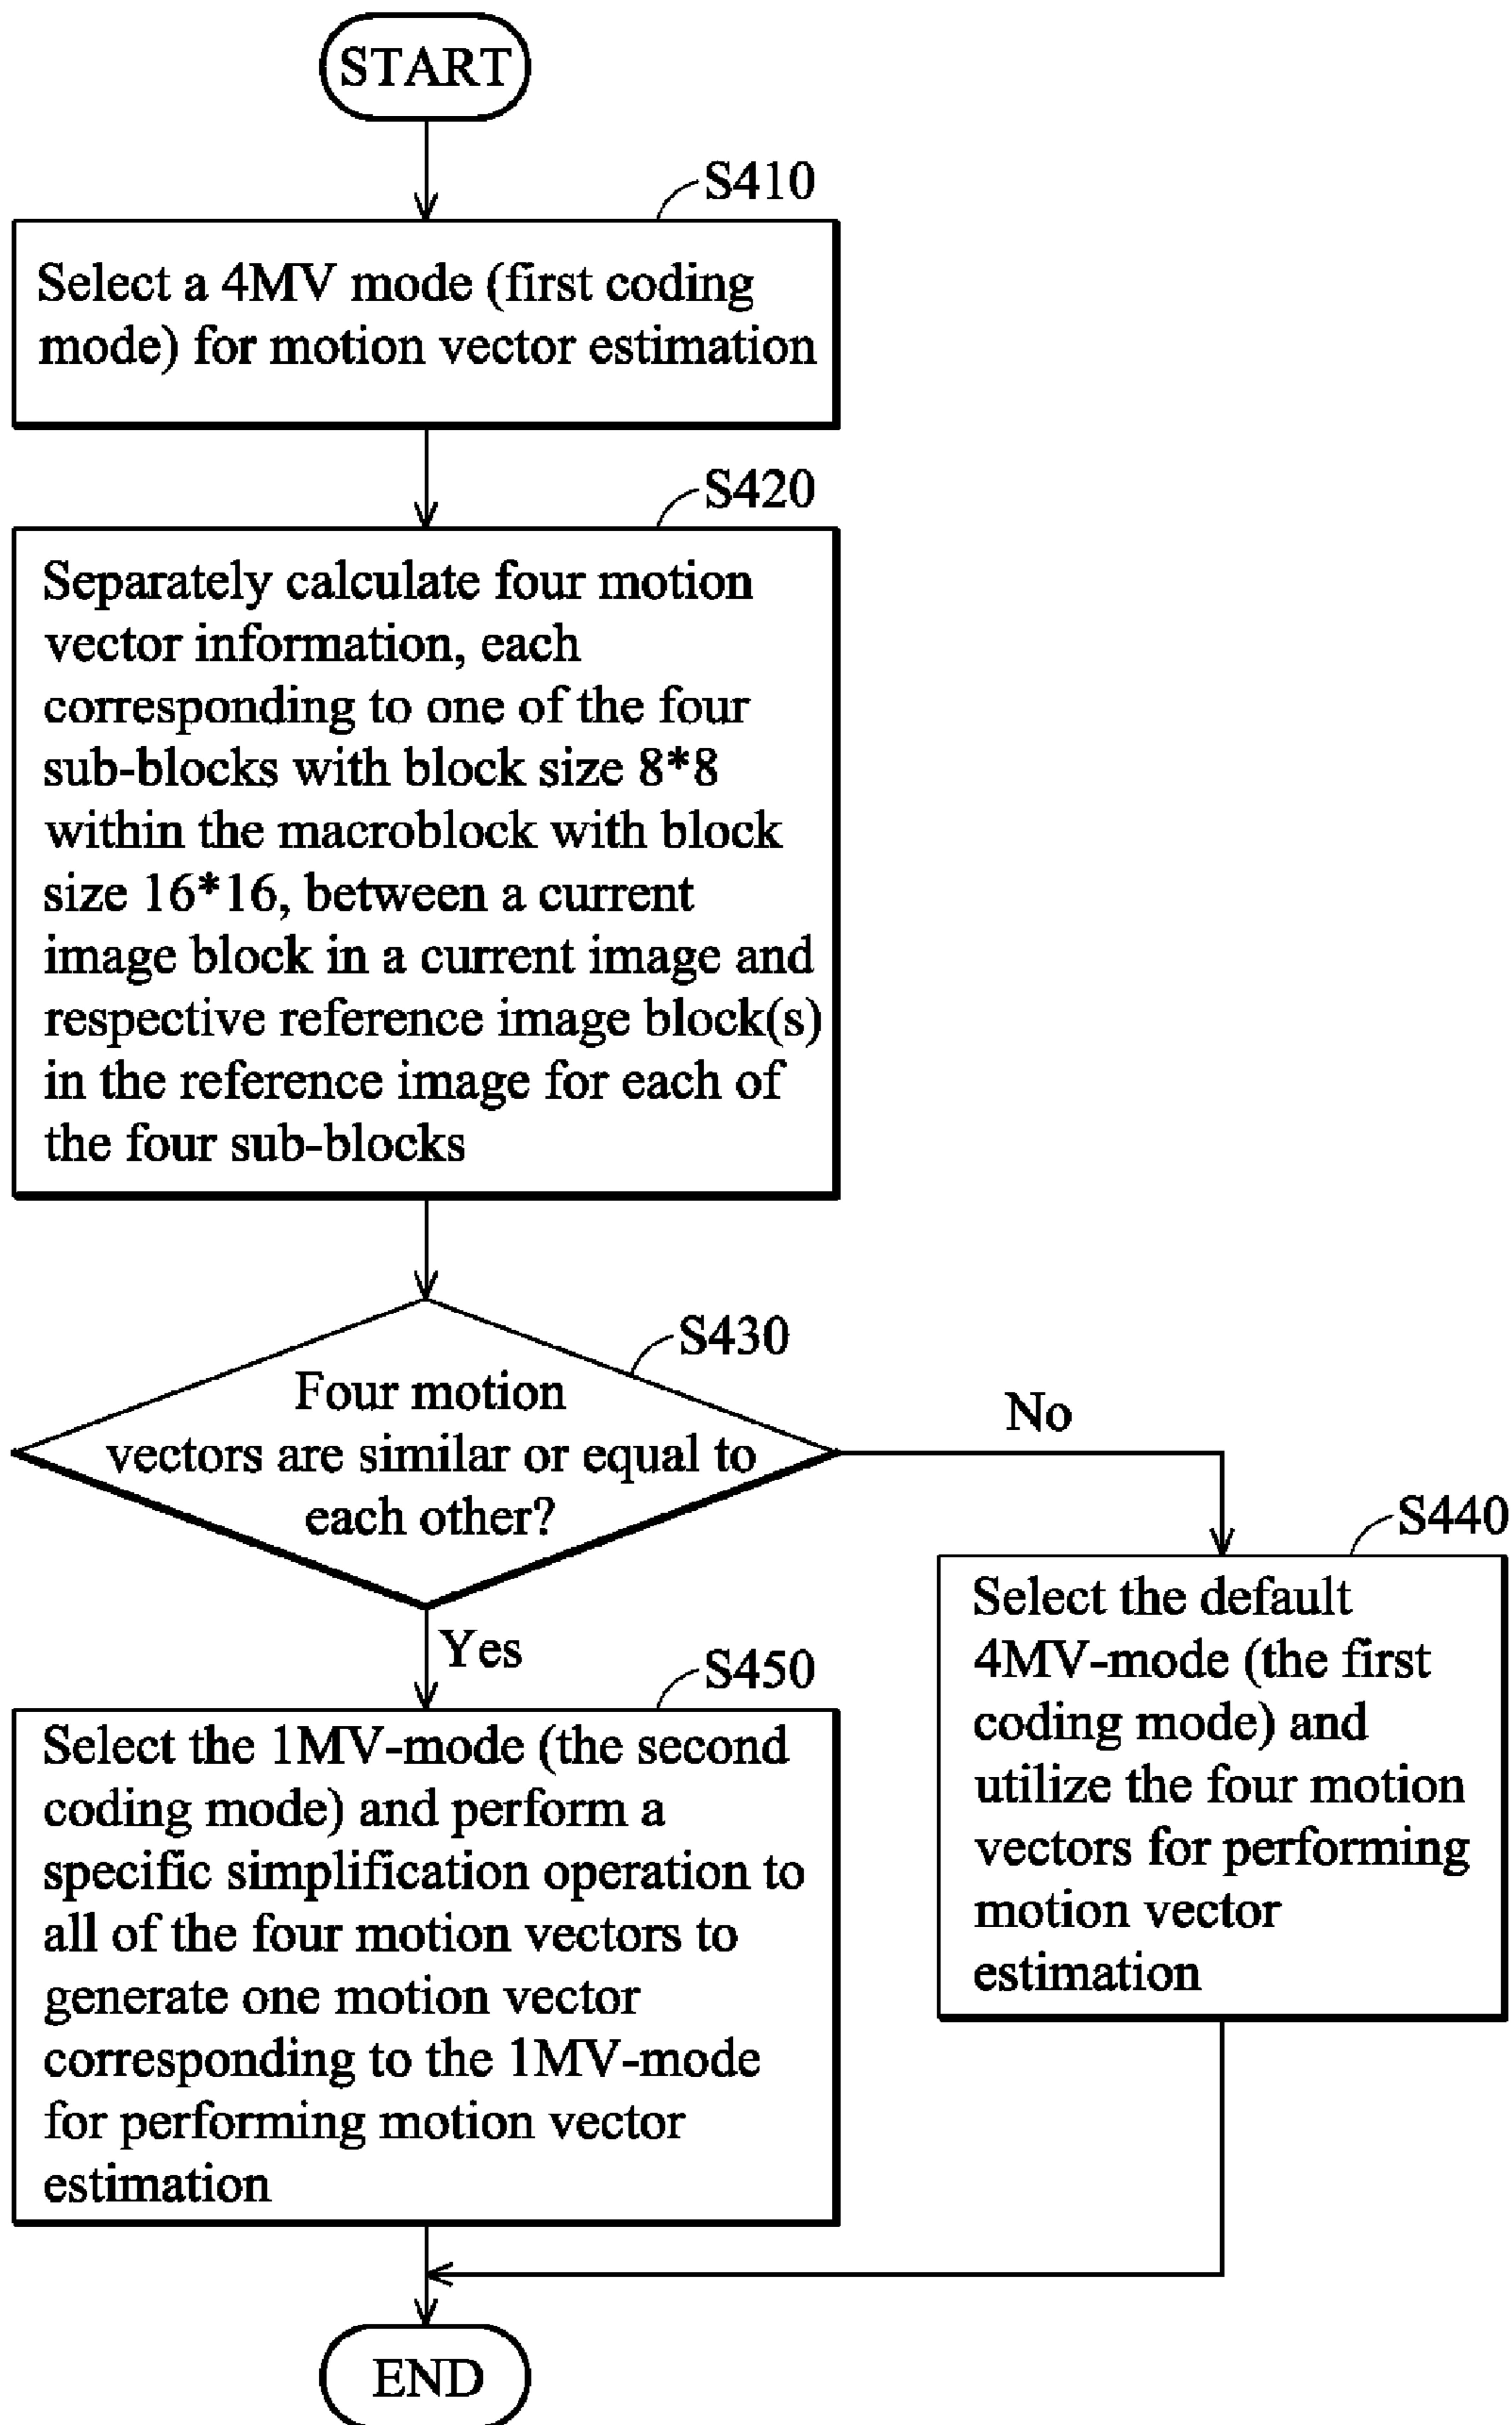 START
S410
Select a 4MV mode (first coding
mode) for motion vector estimation
S420
Separately calculate four motion
vector information, each
corresponding to one of the four
sub-blocks with block size 8*8
within the macroblock with block
size 16*16, between a current
image block in a current image and
respective reference image block(s)
in the reference image for each of
the four sub-blocks
S430
Four motion
vectors are similar or equal to
each other?
No
Yes
S440
Select the default
4MV-mode (the first
coding mode) and
utilize the four motion
vectors for performing
motion vector
estimation
S450
Select the 1MV-mode (the second
coding mode) and perform a
specific simplification operation to
all of the four motion vectors to
generate one motion vector
corresponding to the 1MV-mode
for performing motion vector
estimation
END